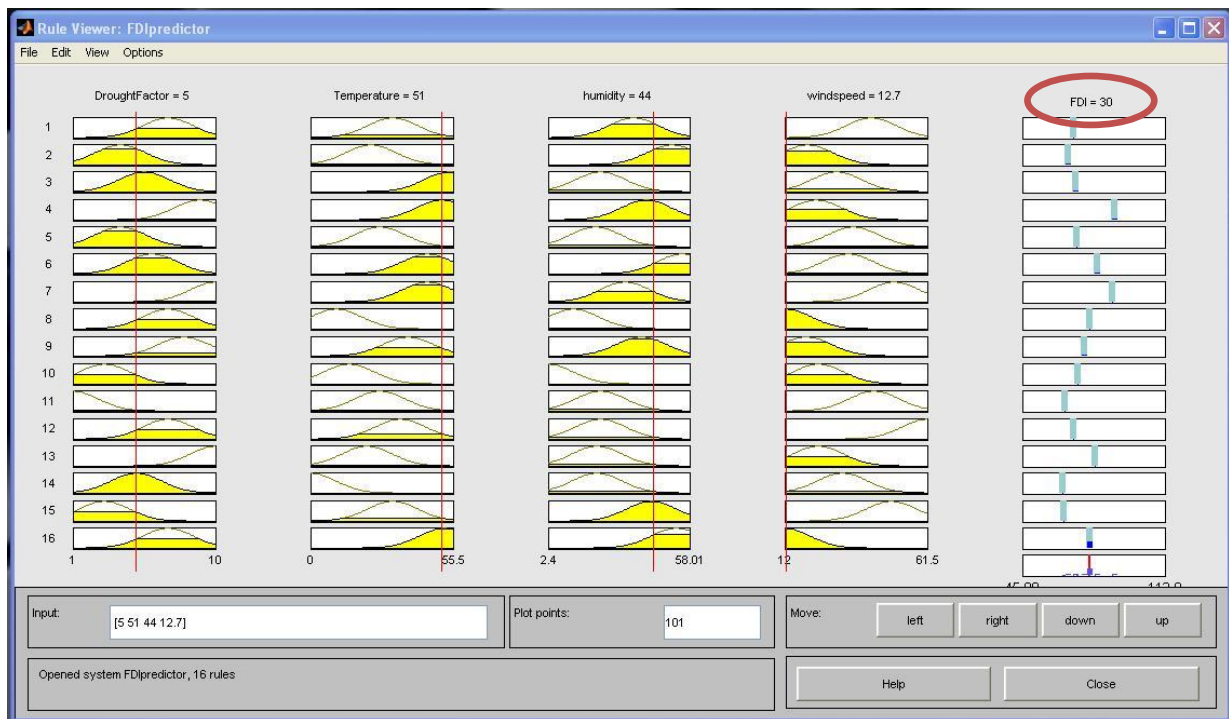 Rule Viewer: FDIpredictor
File Edit View Options
DroughtFactor = 5 Temperature = 51 humidity = 44 windspeed = 12.7 FDI = 30
1
2
3
4
5
6
7
8
9
10
11
12
13
14
15
16
1 10 0 55.5 2.4 58.01 12 61.5
Input: [5 51 44 12.7] Plot points: 101 Move: left right down up
Opened system FDIpredictor, 16 rules Help Close